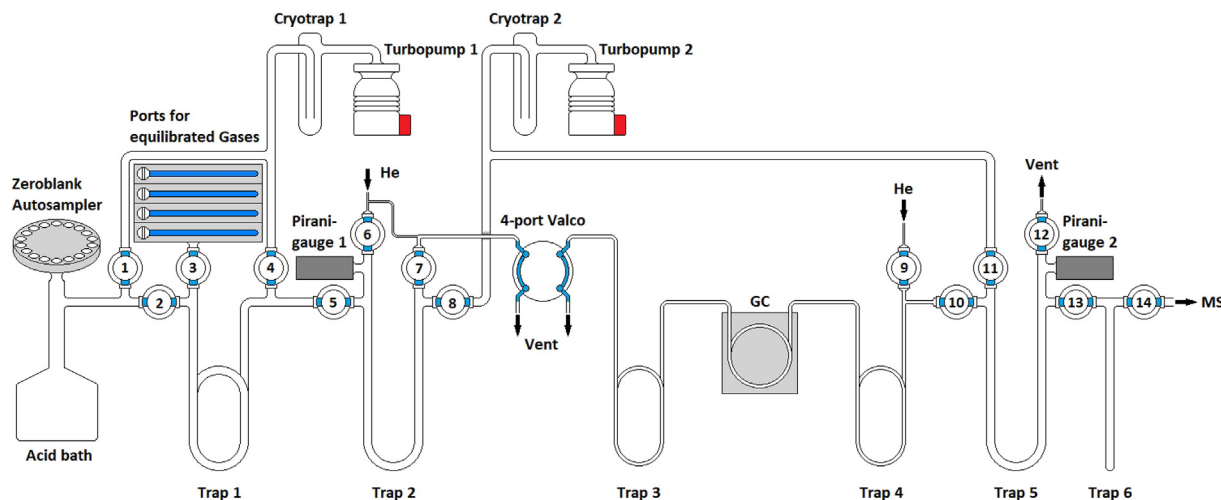 Cryotrap 1
Cryotrap 2
Turbopump 1
Turbopump 2
Ports for
equilibrated Gases
Zeroblank
Autosampler
He
Pirani-
gauge 1
4-port Valco
He
Vent
Pirani-
gauge 2
1
2
3
4
5
6
7
8
9
10
11
12
13
14
MS
GC
Vent
Acid bath
Trap 1
Trap 2
Trap 3
Trap 4
Trap 5
Trap 6